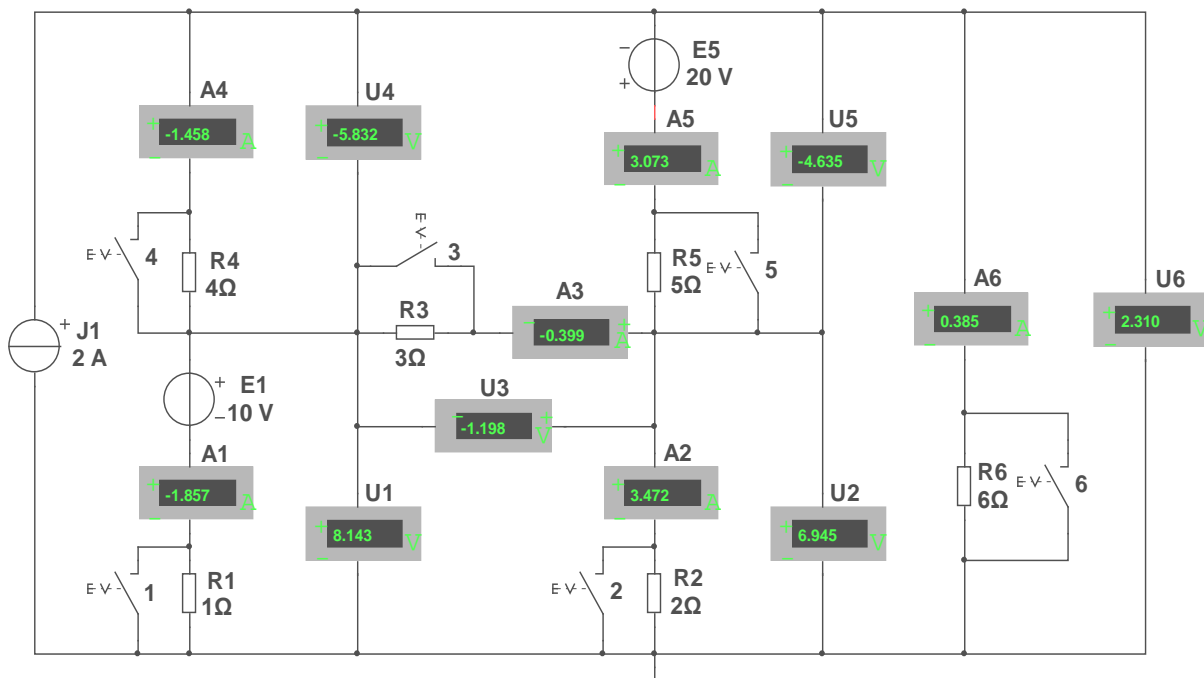 E5
20 V
A4
-1.458
A
U4
-5.832
V
A5
3.073
A
U5
-4.635
V
E V
4
R4
4Ω
E V
3
R5
5Ω
E V
5
R3
3Ω
A3
-0.399
A
A6
0.385
A
U6
2.310
V
J1
2 A
E1
10 V
U3
-1.198
V
A1
-1.857
A
U1
8.143
V
A2
3.472
A
U2
6.945
V
R6
6Ω
E V
6
E V
1
R1
1Ω
E V
2
R2
2Ω